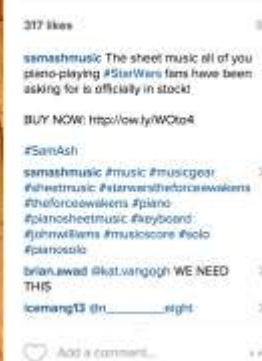 317 likes
samashmusic The sheet music all of you
piano-playing #StarWars fans have been
asking for is officially in stock!
BUY NOW: http://ow.ly/WOto4
#SamAsh
samashmusic #music #musicgear
#sheetmusic #starwarstheforceawakens
#theforceawakens #piano
#pianosheetmusic #keyboard
#johnwilliams #musicscore #solo
#pianosolo
brian.awad @kat.vangogh WE NEED
THIS
icemang13 @n_________eight
Add a comment...